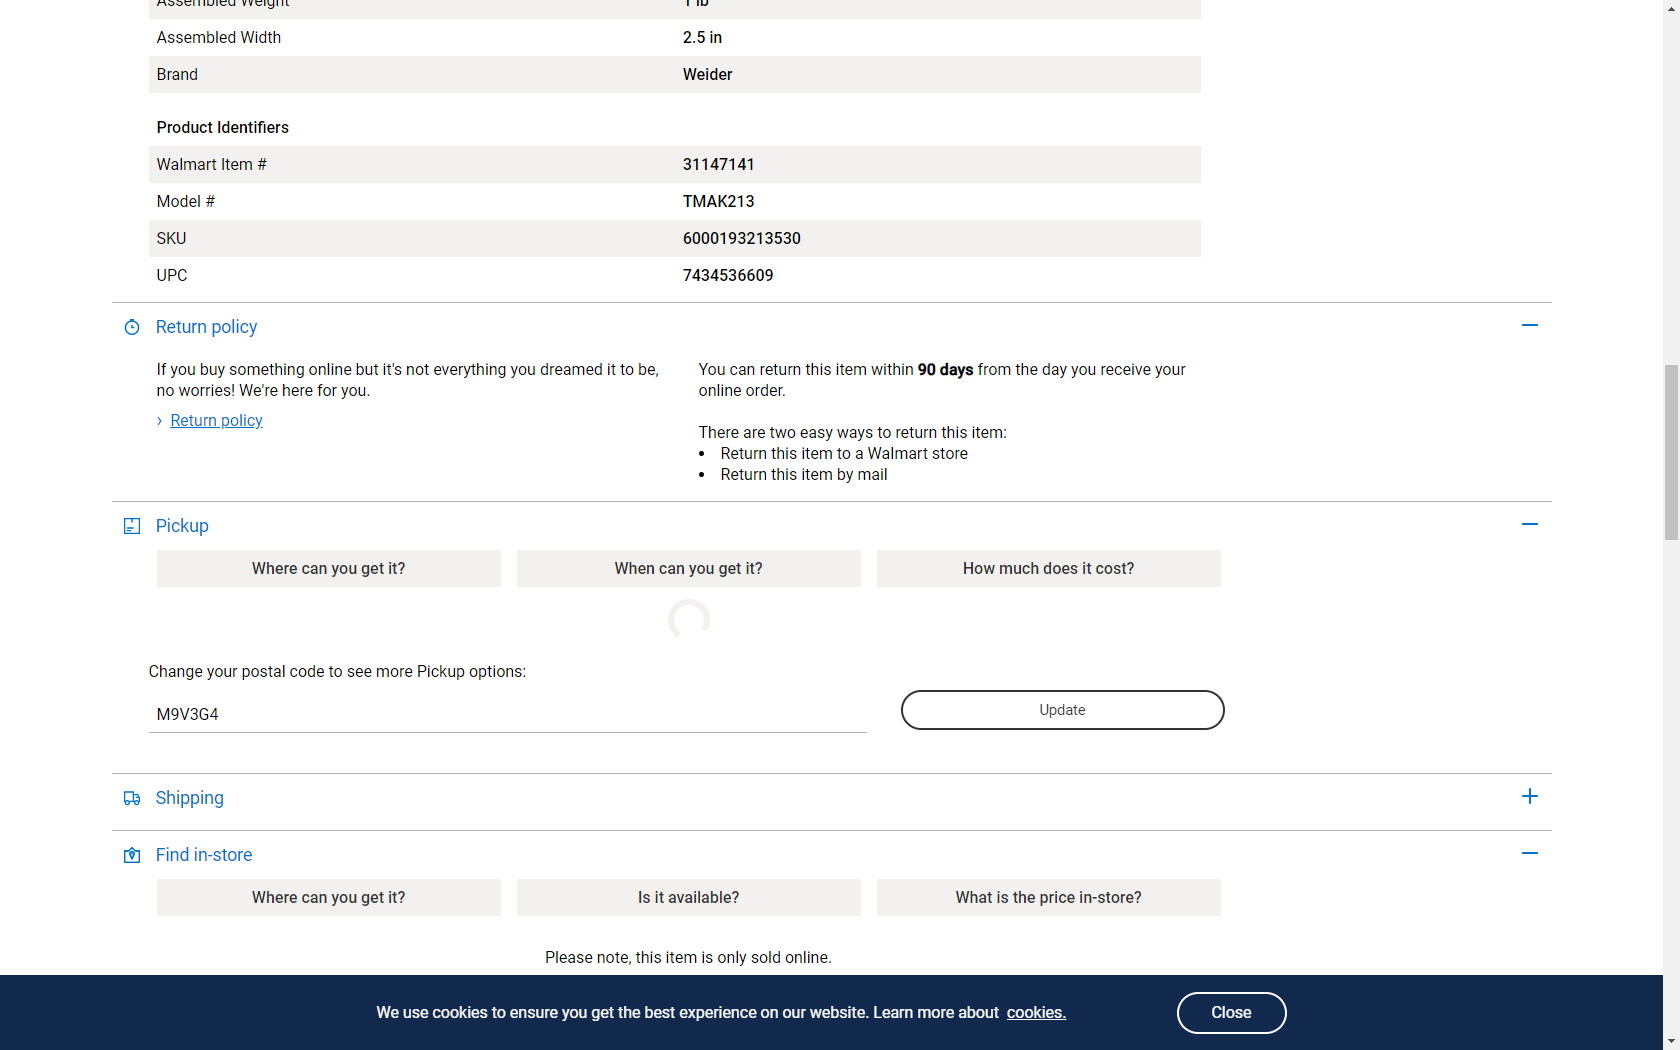 Assembled Weight 1 lb
Assembled Width 2.5 in
Brand Weider
Product Identifiers
Walmart Item # 31147141
Model # TMAK213
SKU 6000193213530
UPC 7434536609
Return policy
If you buy something online but it's not everything you dreamed it to be,
no worries! We're here for you.
› Return policy
You can return this item within 90 days from the day you receive your
online order.
There are two easy ways to return this item:
• Return this item to a Walmart store
• Return this item by mail
Pickup
Where can you get it? When can you get it? How much does it cost?
Change your postal code to see more Pickup options:
M9V3G4 Update
Shipping
Find in-store
Where can you get it? Is it available? What is the price in-store?
Please note, this item is only sold online.
We use cookies to ensure you get the best experience on our website. Learn more about cookies. Close